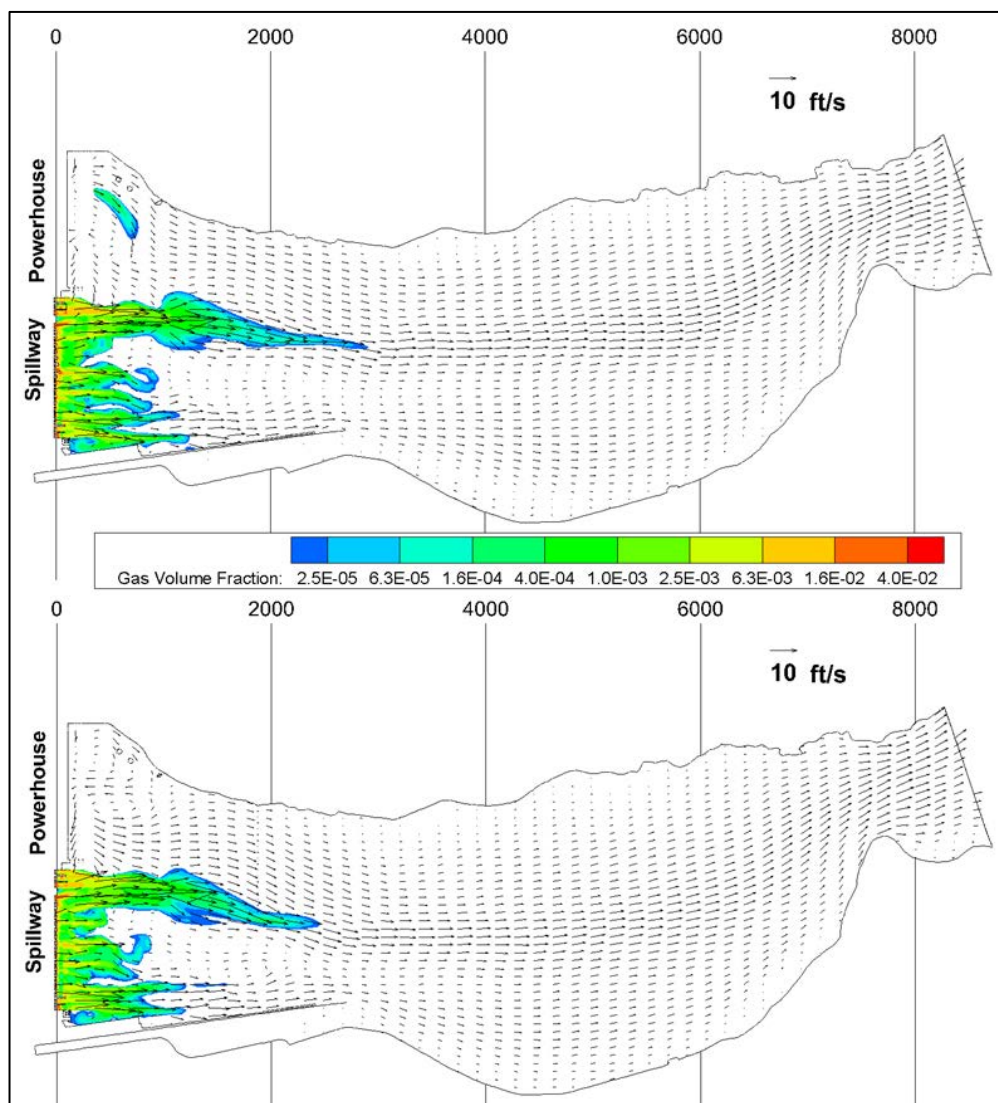 0 2000 4000 6000 8000
10 ft/s
Powerhouse
Spillway
Gas Volume Fraction: 2.5E-05 6.3E-05 1.6E-04 4.0E-04 1.0E-03 2.5E-03 6.3E-03 1.6E-02 4.0E-02
0 2000 4000 6000 8000
10 ft/s
Powerhouse
Spillway